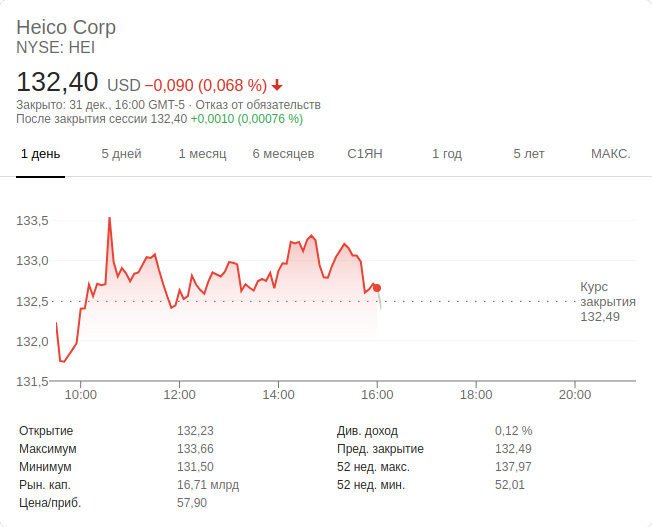 Heico Corp
NYSE: HEI
132,40 USD −0,090 (0,068 %)
Закрыто: 31 дек., 16:00 GMT-5 · Отказ от обязательств
После закрытия сессии 132,40 +0,0010 (0,00076 %)
1 день 5 дней 1 месяц 6 месяцев С1ЯН 1 год 5 лет МАКС.
133,5
133,0
132,5
132,0
131,5
Курс
закрытия
132,49
10:00 12:00 14:00 16:00 18:00 20:00
Открытие 132,23 Див. доход 0,12 %
Максимум 133,66 Пред. закрытие 132,49
Минимум 131,50 52 нед. макс. 137,97
Рын. кап. 16,71 млрд 52 нед. мин. 52,01
Цена/приб. 57,90